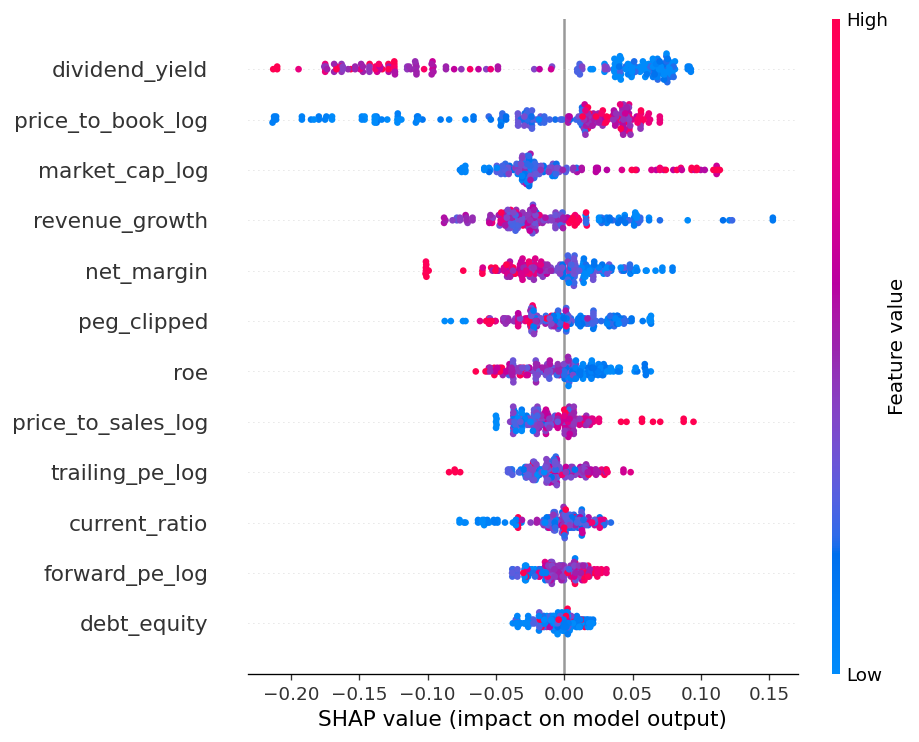 High
dividend_yield
price_to_book_log
market_cap_log
revenue_growth
net_margin
peg_clipped
roe
price_to_sales_log
trailing_pe_log
current_ratio
forward_pe_log
debt_equity
Feature value
Low
−0.20 −0.15 −0.10 −0.05 0.00 0.05 0.10 0.15
SHAP value (impact on model output)